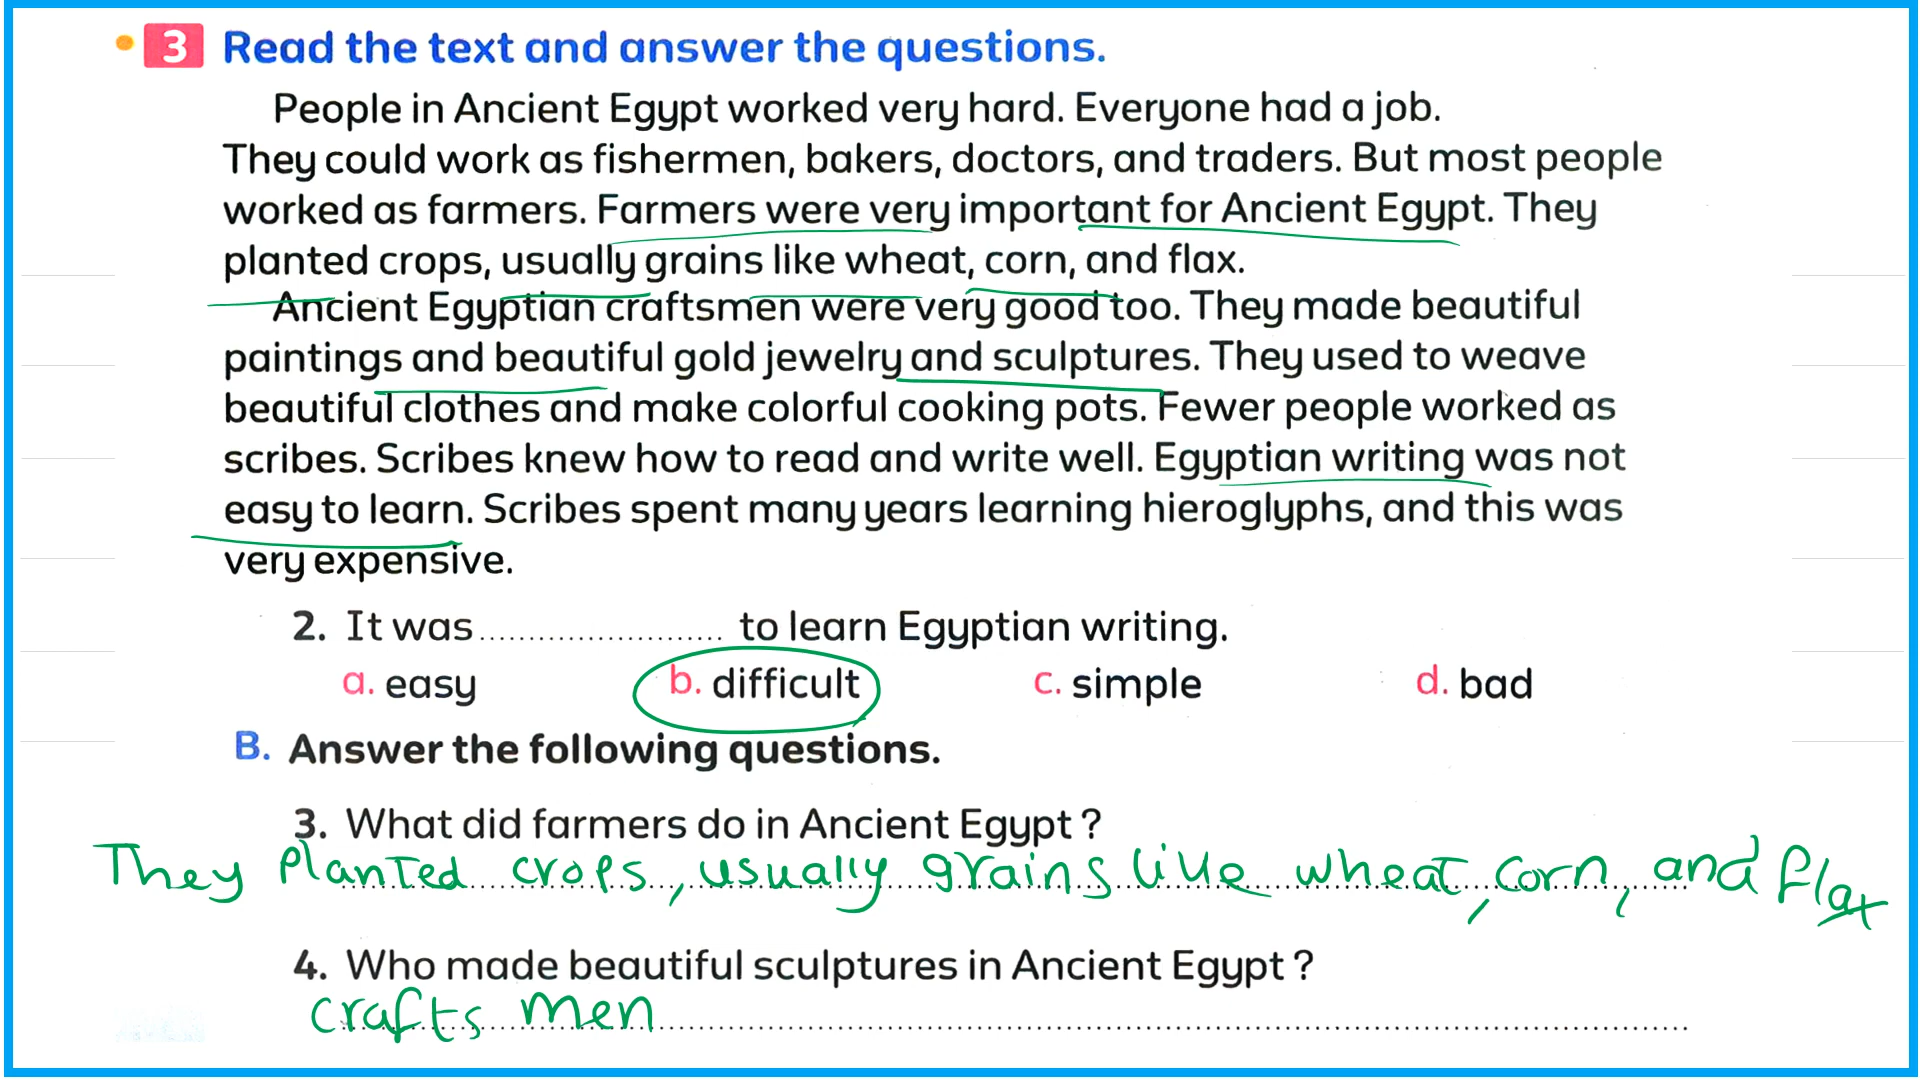 3 Read the text and answer the questions.
People in Ancient Egypt worked very hard. Everyone had a job.
They could work as fishermen, bakers, doctors, and traders. But most people
worked as farmers. Farmers were very important for Ancient Egypt. They
planted crops, usually grains like wheat, corn, and flax.
Ancient Egyptian craftsmen were very good too. They made beautiful
paintings and beautiful gold jewelry and sculptures. They used to weave
beautiful clothes and make colorful cooking pots. Fewer people worked as
scribes. Scribes knew how to read and write well. Egyptian writing was not
easy to learn. Scribes spent many years learning hieroglyphs, and this was
very expensive.
2. It was ........................ to learn Egyptian writing.
a. easy b. difficult c. simple d. bad
B. Answer the following questions.
3. What did farmers do in Ancient Egypt ?
They planted crops, usually grains like wheat, corn, and flax
4. Who made beautiful sculptures in Ancient Egypt ?
crafts men